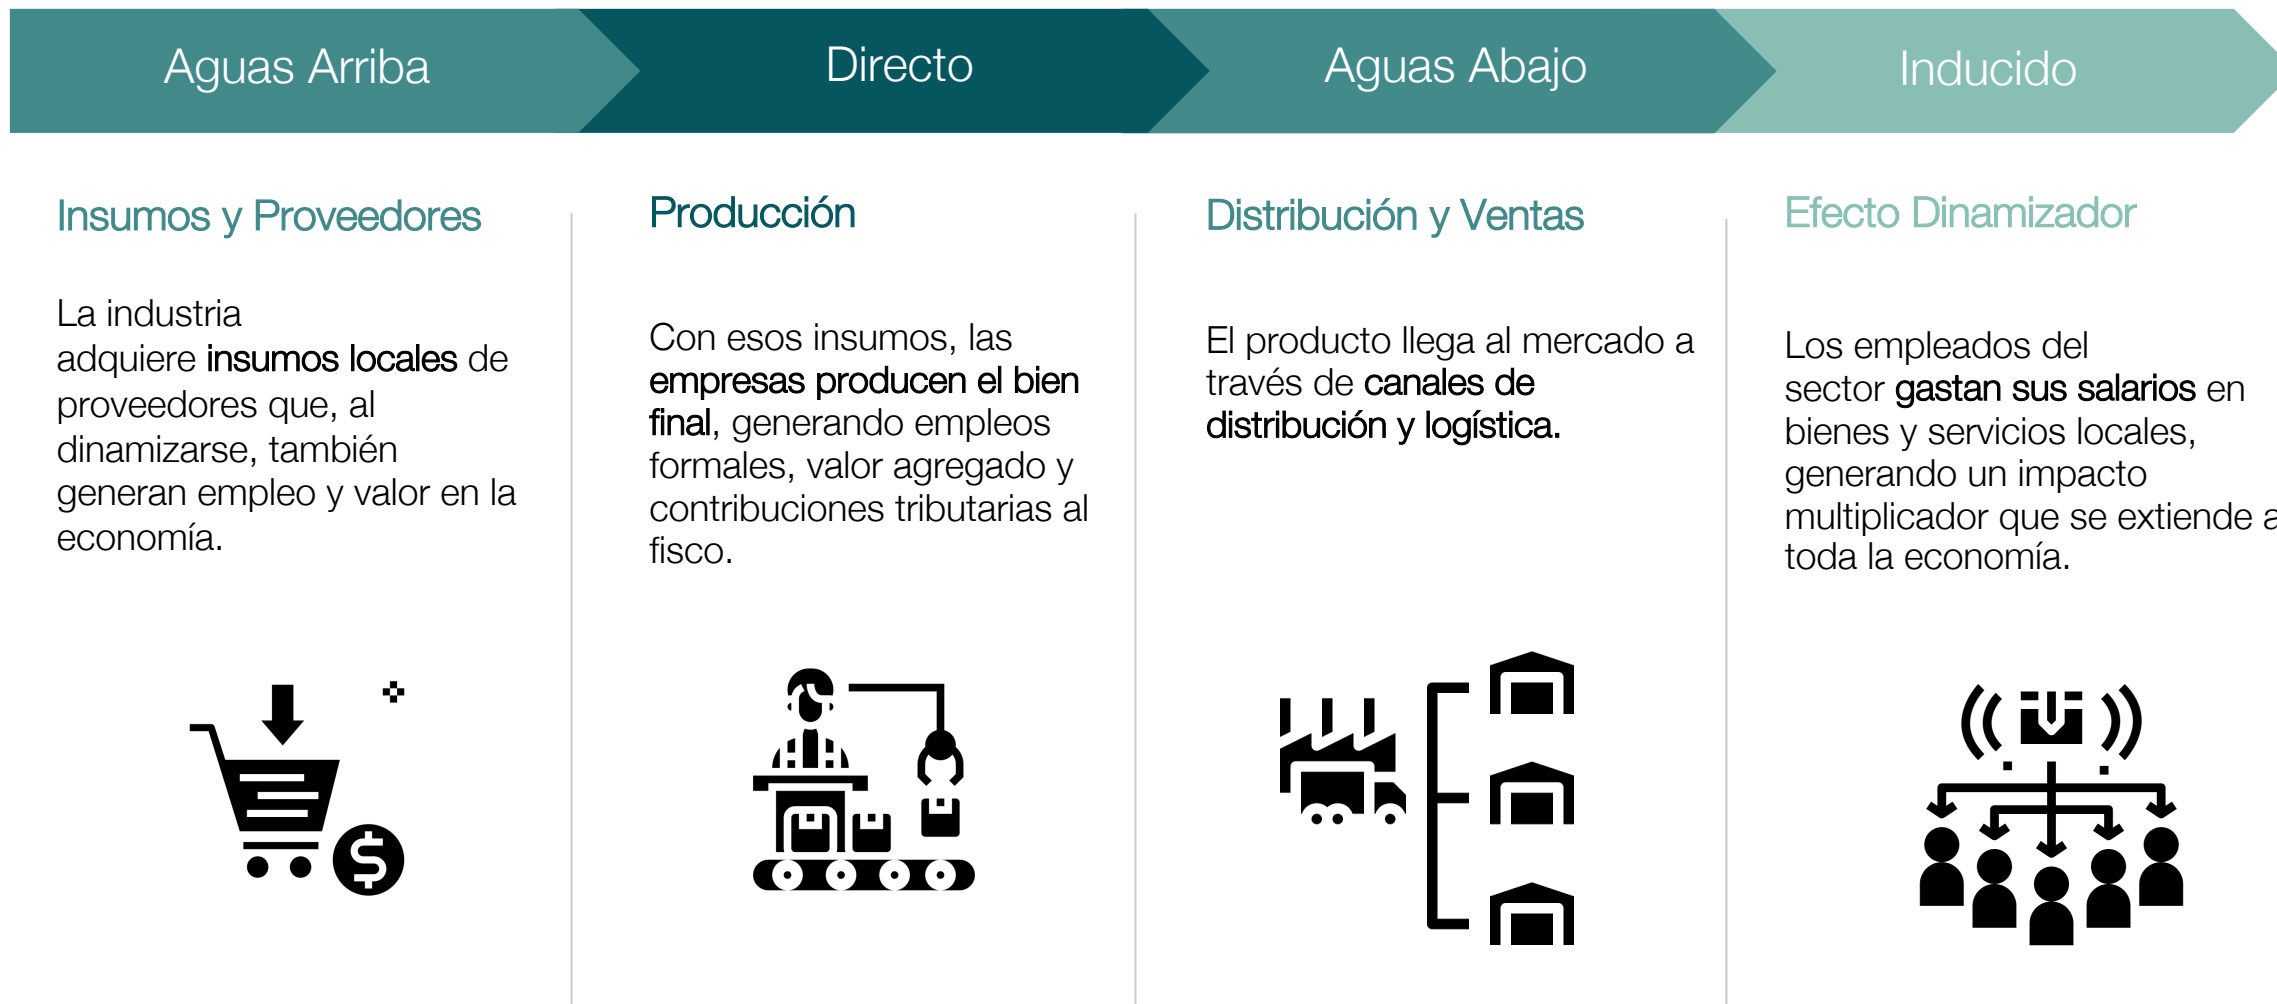 Aguas Arriba
Directo
Aguas Abajo
Inducido
Insumos y Proveedores
La industria
adquiere insumos locales de
proveedores que, al
dinamizarse, también
generan empleo y valor en la
economía.
Producción
Con esos insumos, las
empresas producen el bien
final, generando empleos
formales, valor agregado y
contribuciones tributarias al
fisco.
Distribución y Ventas
El producto llega al mercado a
través de canales de
distribución y logística.
Efecto Dinamizador
Los empleados del
sector gastan sus salarios en
bienes y servicios locales,
generando un impacto
multiplicador que se extiende a
toda la economía.
$